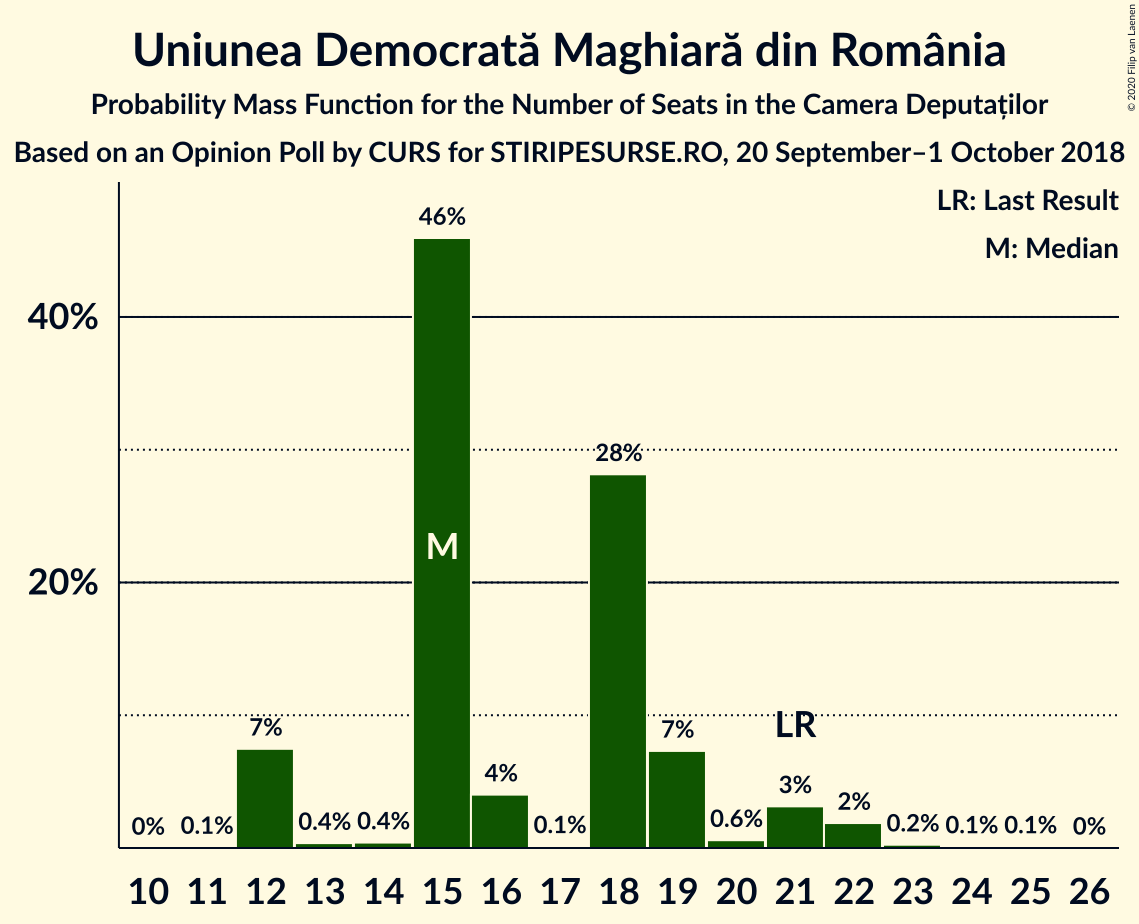 Uniunea Democrată Maghiară din România
Probability Mass Function for the Number of Seats in the Camera Deputaților
Based on an Opinion Poll by CURS for STIRIPESURSE.RO, 20 September–1 October 2018
© 2020 Filip van Laenen
LR: Last Result
M: Median
40%
20%
0% 0.1% 7% 0.4% 0.4% 46% 4% 0.1% 28% 7% 0.6% 3% 2% 0.2% 0.1% 0.1% 0%
M
LR
10 11 12 13 14 15 16 17 18 19 20 21 22 23 24 25 26